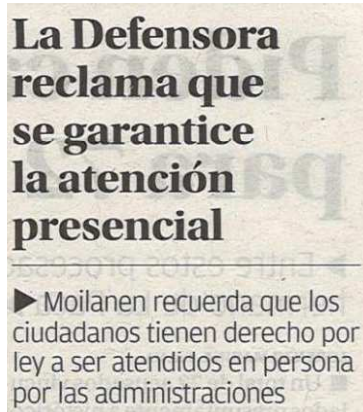 La Defensora
reclama que
se garantice
la atención
presencial
▶ Moilanen recuerda que los
ciudadanos tienen derecho por
ley a ser atendidos en persona
por las administraciones